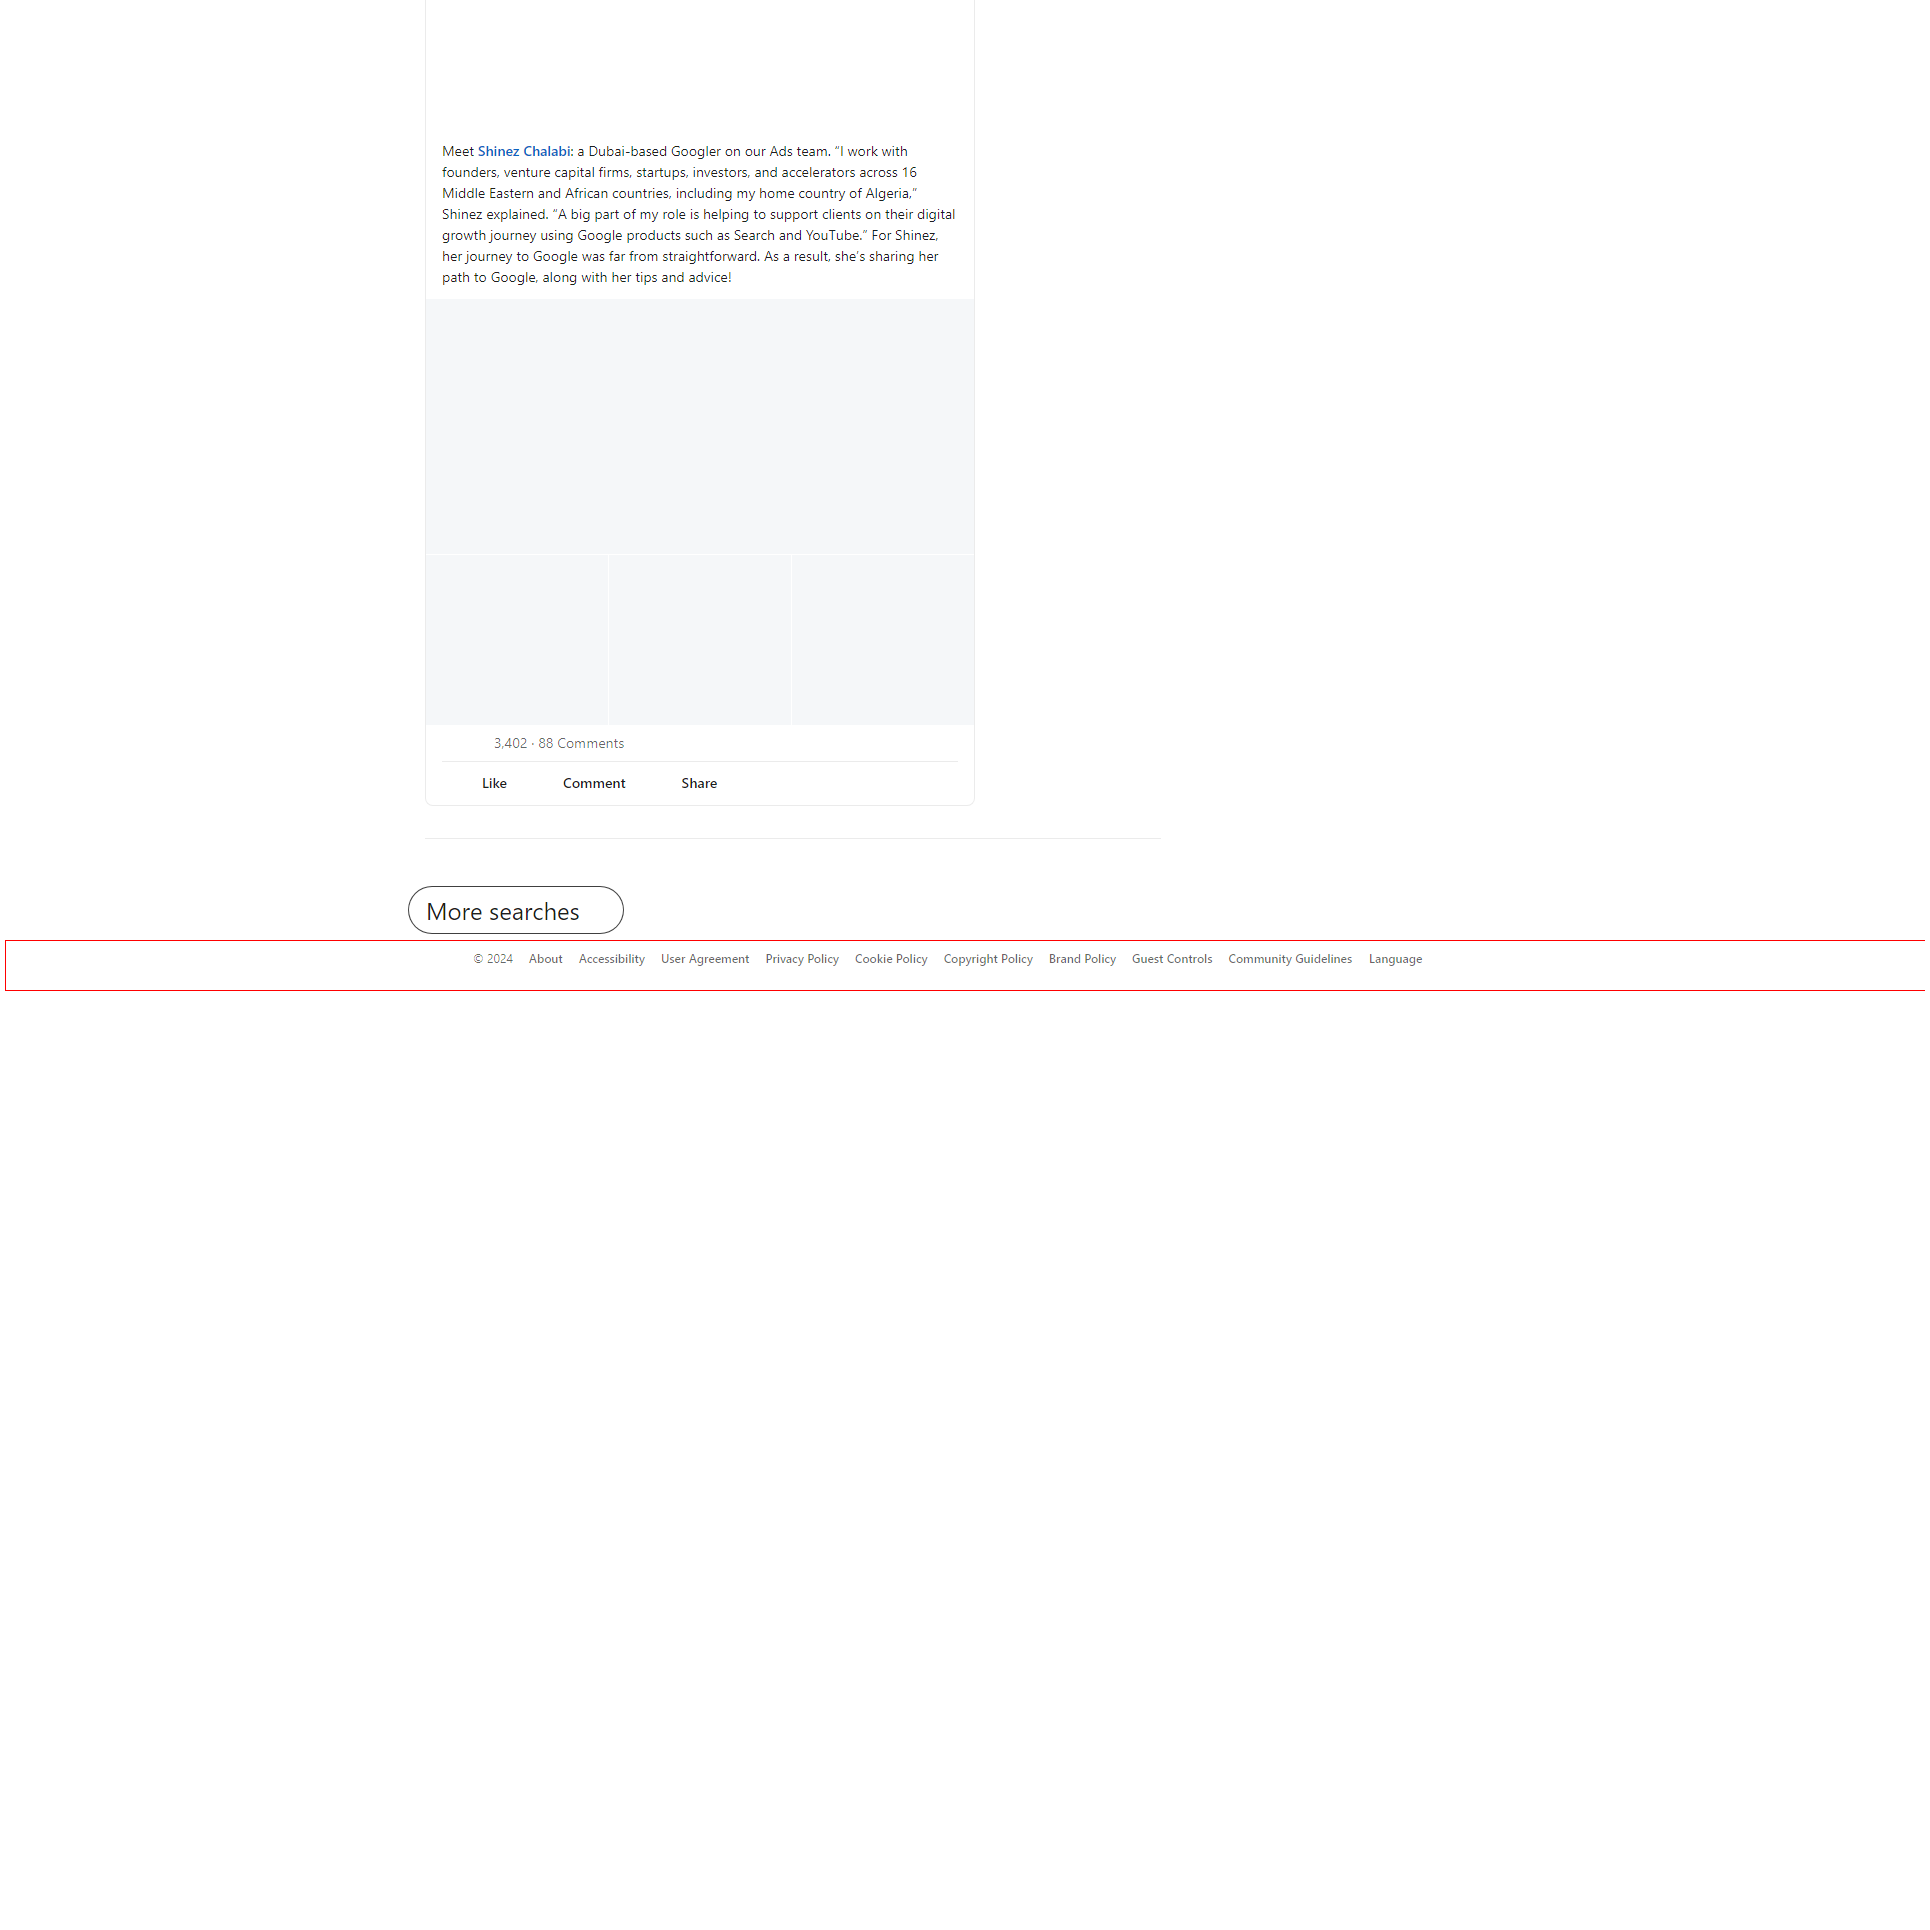 Meet Shinez Chalabi: a Dubai-based Googler on our Ads team. “I work with
founders, venture capital firms, startups, investors, and accelerators across 16
Middle Eastern and African countries, including my home country of Algeria,”
Shinez explained. “A big part of my role is helping to support clients on their digital
growth journey using Google products such as Search and YouTube.” For Shinez,
her journey to Google was far from straightforward. As a result, she’s sharing her
path to Google, along with her tips and advice!
3,402 · 88 Comments
Like Comment Share
More searches
© 2024 About Accessibility User Agreement Privacy Policy Cookie Policy Copyright Policy Brand Policy Guest Controls Community Guidelines Language